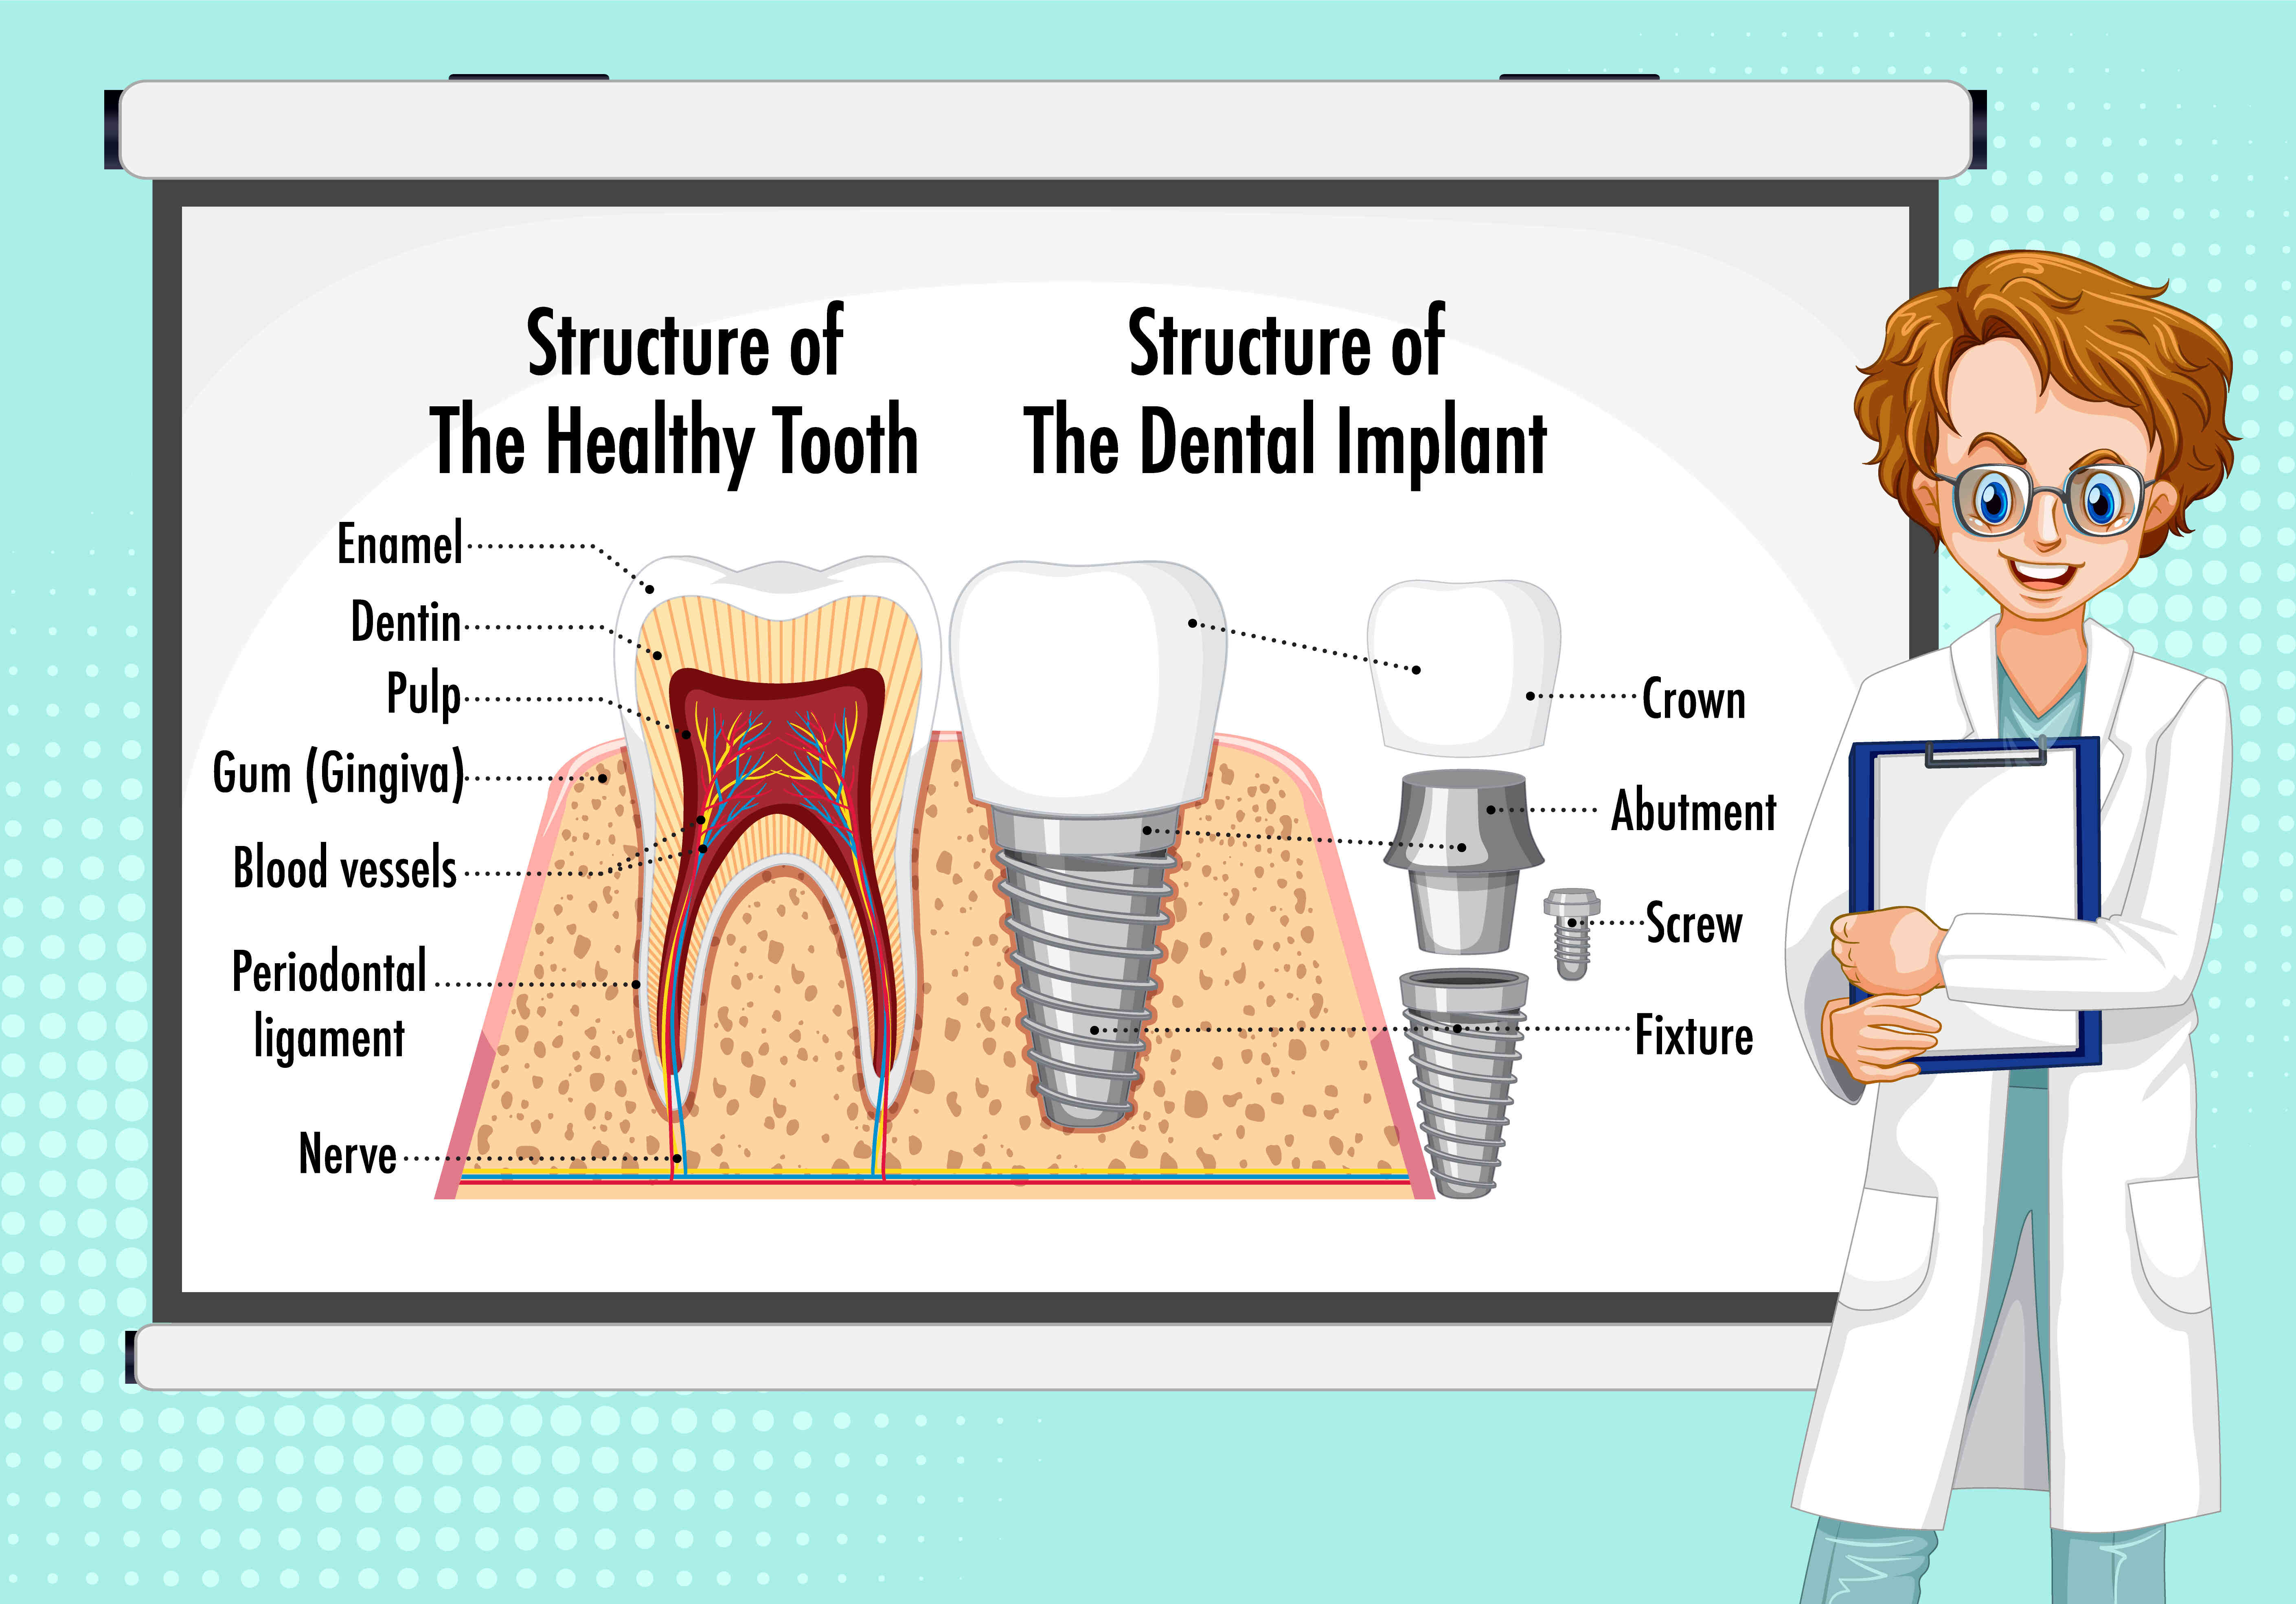 Structure of
The Healthy Tooth
Structure of
The Dental Implant
Enamel
Dentin
Pulp
Gum (Gingiva)
Blood vessels
Periodontal
ligament
Nerve
Crown
Abutment
Screw
Fixture